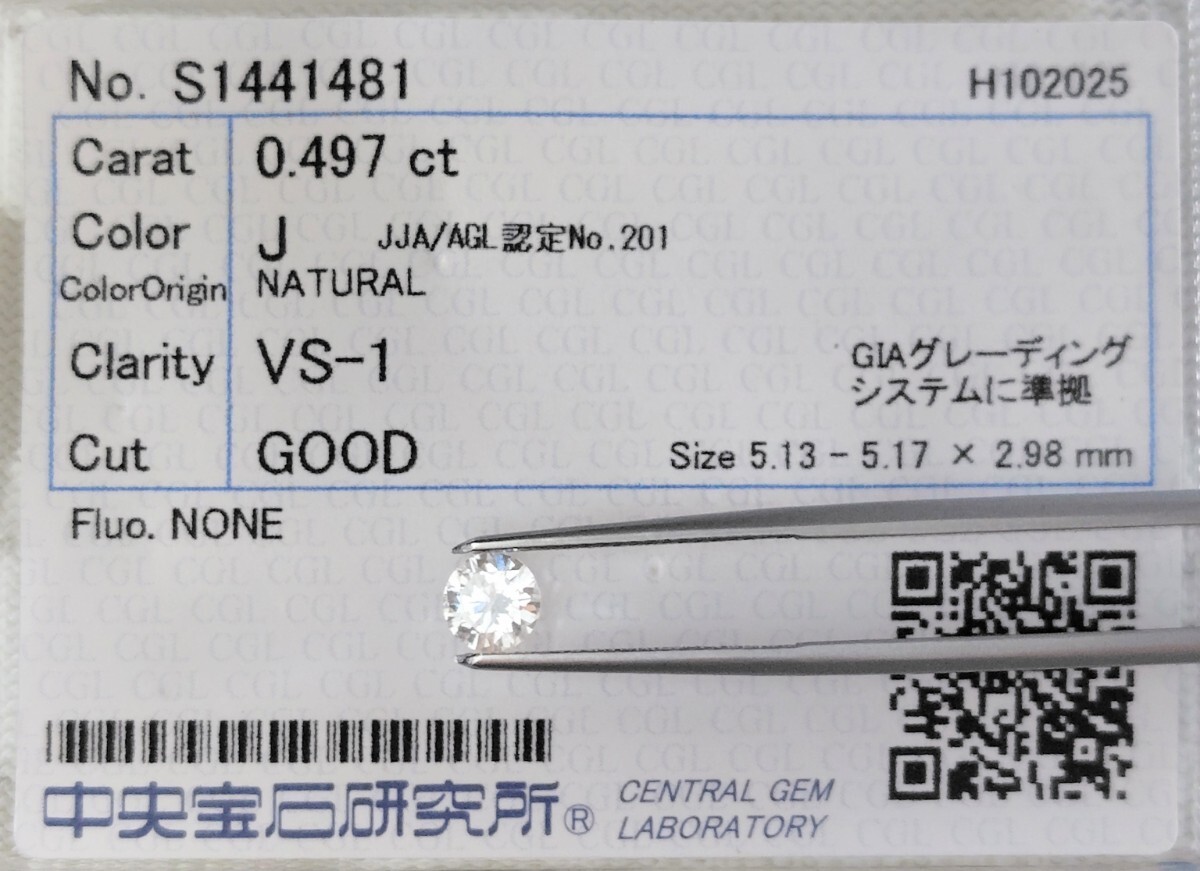 No. S1441481 H102025
Carat 0.497 ct
Color J JJA/AGL認定No.201
ColorOrigin NATURAL
Clarity VS-1 GIAグレーディング
システムに準拠
Cut GOOD Size 5.13 - 5.17 × 2.98 mm
Fluo. NONE
中央宝石研究所® CENTRAL GEM
LABORATORY